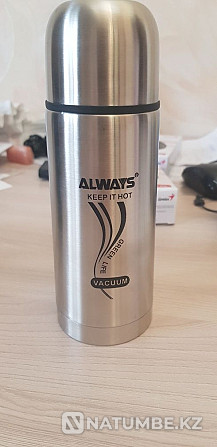 ALWAYS®
KEEP IT HOT
GREEN LIFE
VACUUM
NATUMBE.KZ